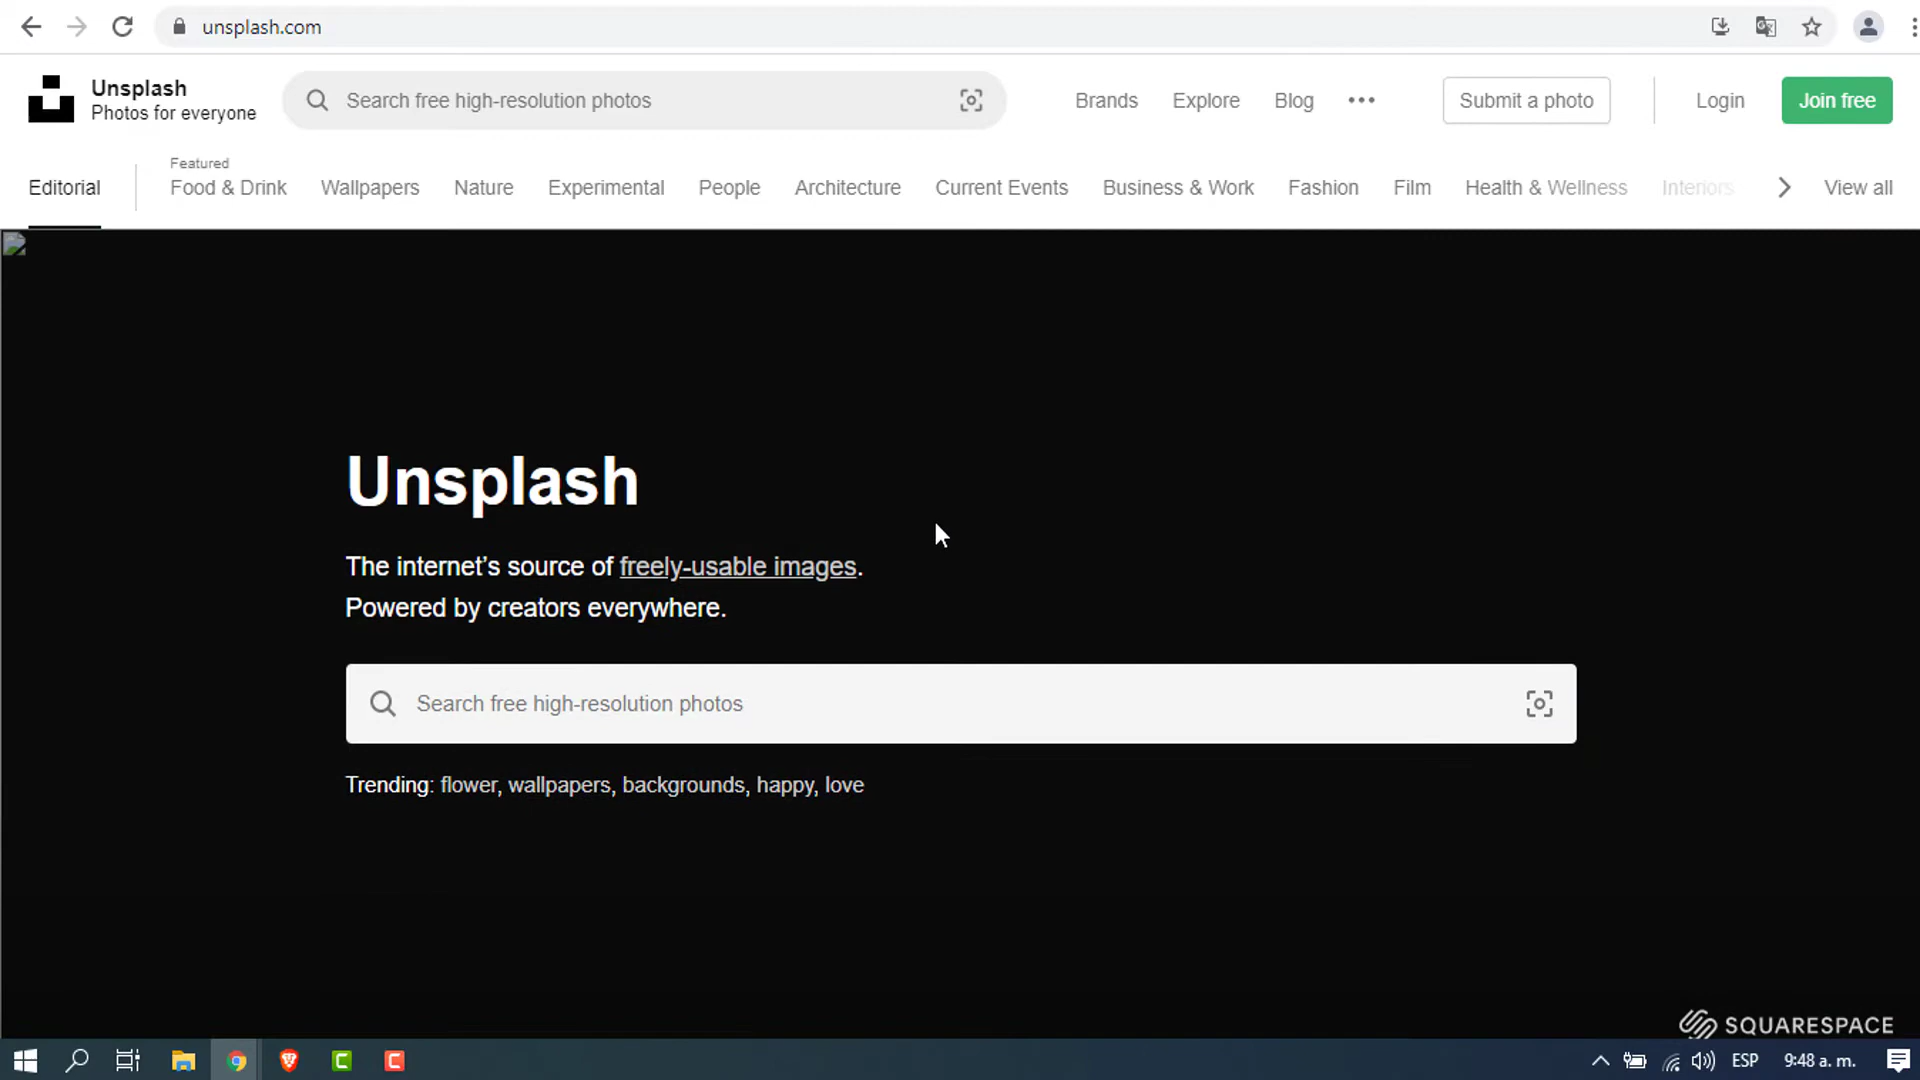 unsplash.com
Unsplash
Photos for everyone
Search free high-resolution photos
Brands Explore Blog ••• Submit a photo Login Join free
Featured
Editorial Food & Drink Wallpapers Nature Experimental People Architecture Current Events Business & Work Fashion Film Health & Wellness Interiors View all
Unsplash
The internet’s source of freely-usable images.
Powered by creators everywhere.
Search free high-resolution photos
Trending: flower, wallpapers, backgrounds, happy, love
SQUARESPACE
ESP 9:48 a. m.